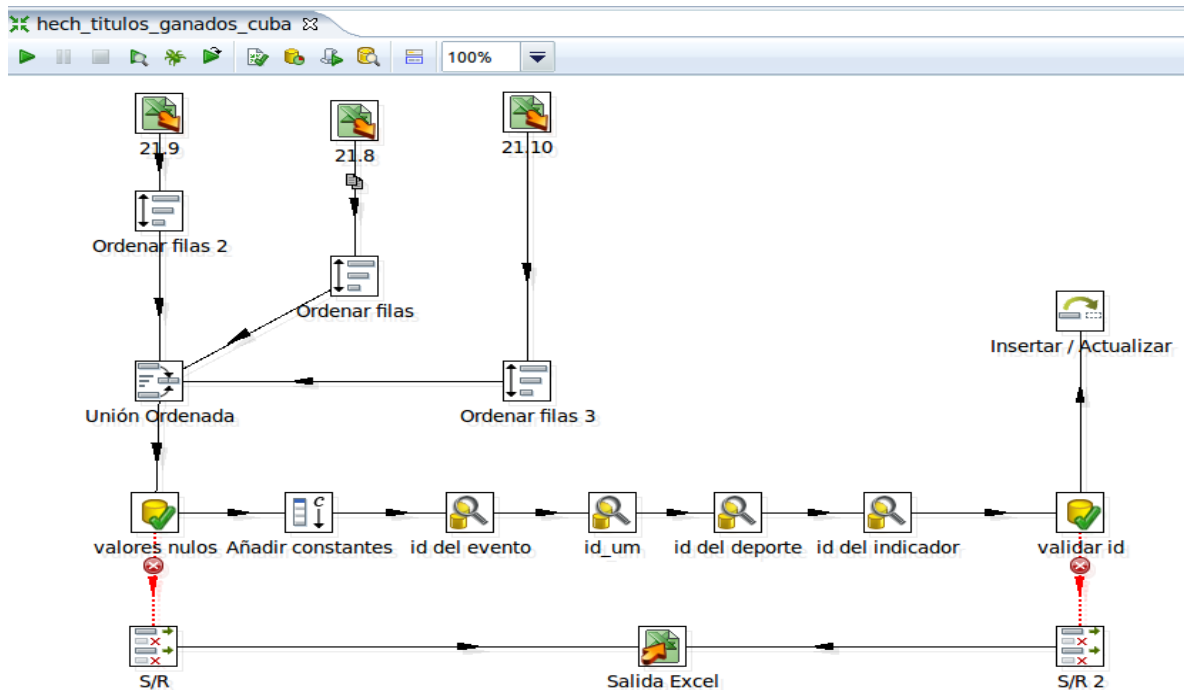 hech_titulos_ganados_cuba
100%
21.9
21.8
21.10
Ordenar filas 2
Ordenar filas
Insertar / Actualizar
Unión Ordenada
Ordenar filas 3
C
valores nulos
Añadir constantes
id del evento
id_um
id del deporte
id del indicador
validar id
S/R
Salida Excel
S/R 2